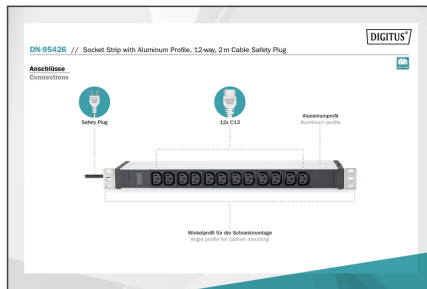 DIGITUS®
DN-95426 // Socket Strip with Aluminum Profile, 12-way, 2 m Cable Safety Plug
Anschlüsse
Connections
Safety Plug
12x C13
Aluminiumprofil
Aluminium profile
Winkelprofil für die Schrankmontage
Angle profile for cabinet mounting